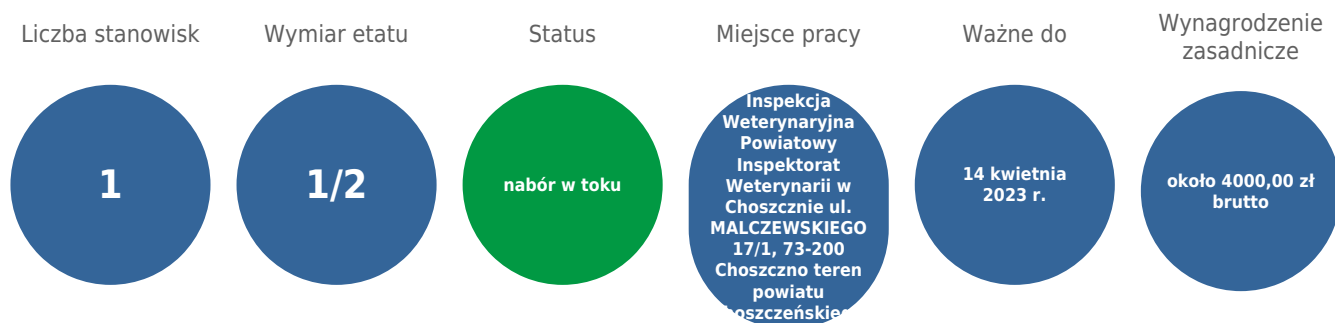 Liczba stanowisk
1
Wymiar etatu
1/2
Status
nabór w toku
Miejsce pracy
Inspekcja
Weterynaryjna
Powiatowy
Inspektorat
Weterynarii w
Choszcznie ul.
MALCZEWSKIEGO
17/1, 73-200
Choszczno teren
powiatu
Ważne do
14 kwietnia
2023 r.
Wynagrodzenie
zasadnicze
około 4000,00 zł
brutto